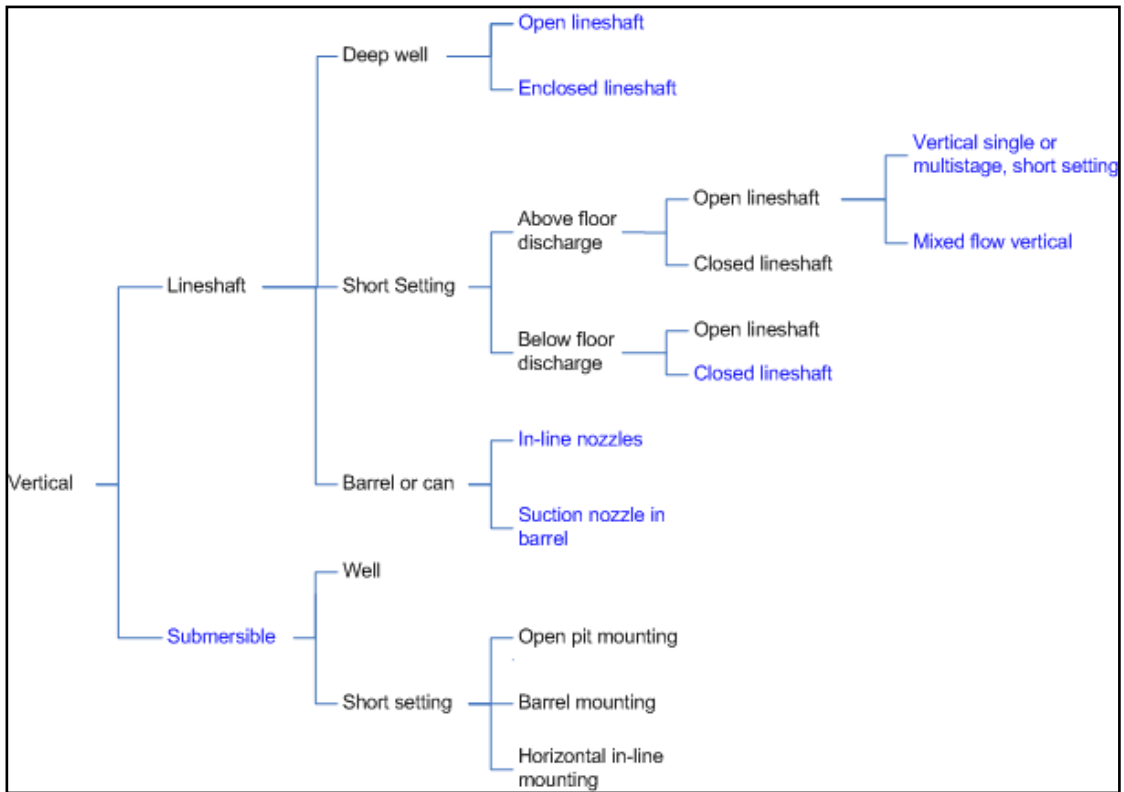 Open lineshaft
Deep well
Enclosed lineshaft
Vertical single or
multistage, short setting
Open lineshaft
Above floor
discharge
Mixed flow vertical
Closed lineshaft
Lineshaft
Short Setting
Open lineshaft
Below floor
discharge
Closed lineshaft
In-line nozzles
Vertical
Barrel or can
Suction nozzle in
barrel
Well
Submersible
Open pit mounting
Short setting
Barrel mounting
Horizontal in-line
mounting